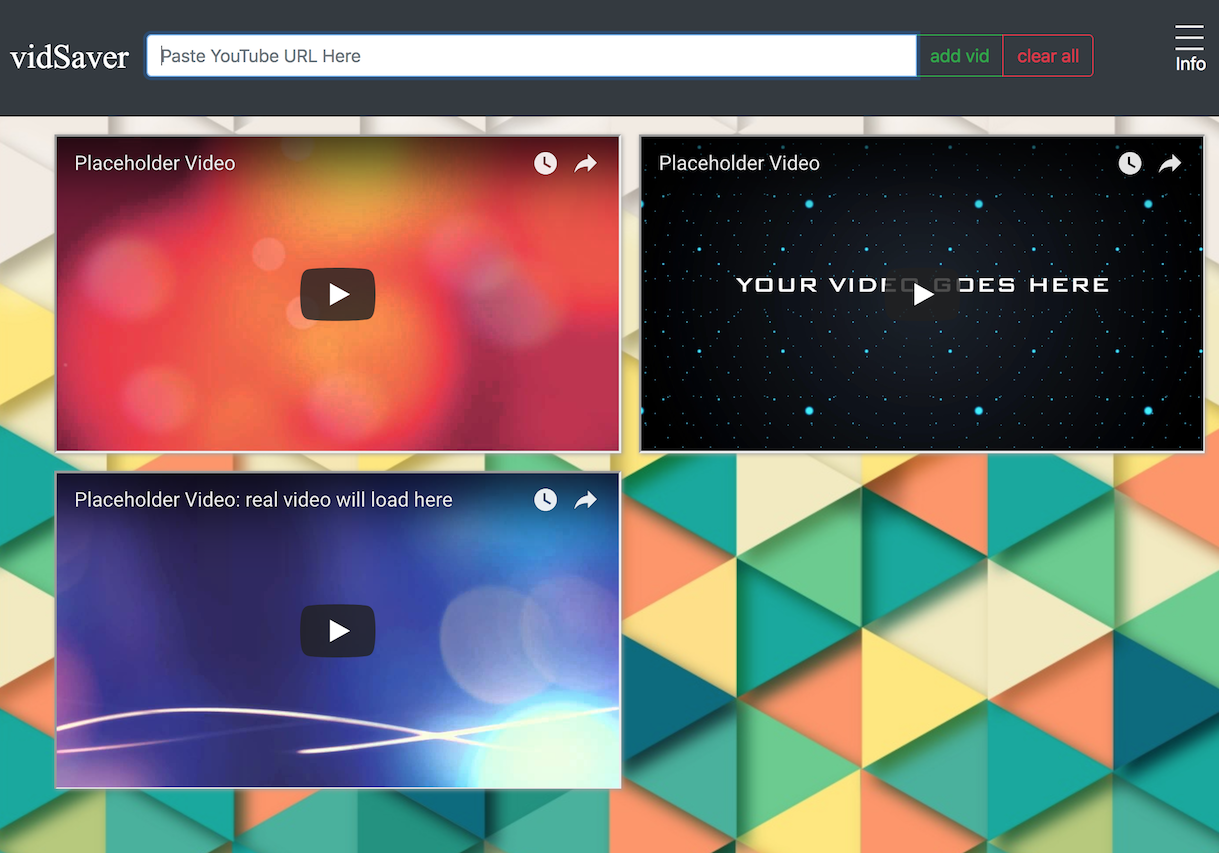 vidSaver
Paste YouTube URL Here
add vid
clear all
Info
Placeholder Video
Placeholder Video
YOUR VIDEO GOES HERE
Placeholder Video: real video will load here